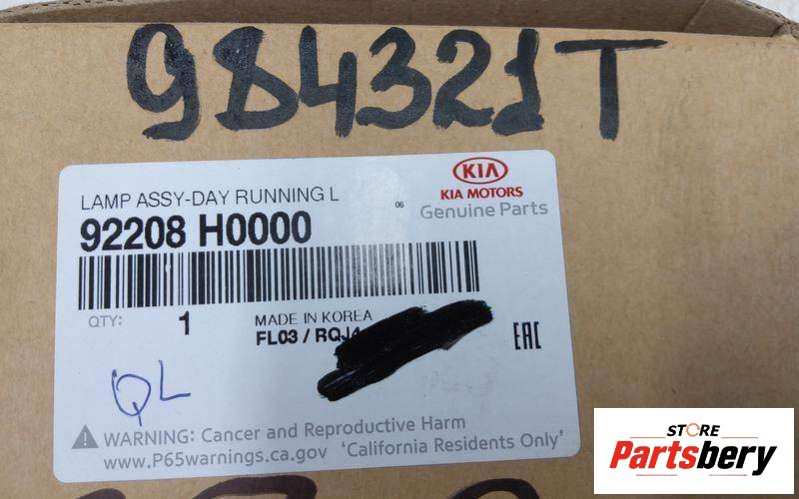 984321T
LAMP ASSY-DAY RUNNING L
92208 H0000
06
KIA
KIA MOTORS
Genuine Parts
QTY: 1
MADE IN KOREA
FL03 / RQJ4
EAC
QL
WARNING: Cancer and Reproductive Harm
www.P65warnings.ca.gov 'California Residents Only'
STORE
Partsbery